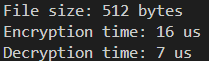 File size: 512 bytes
Encryption time: 16 us
Decryption time: 7 us